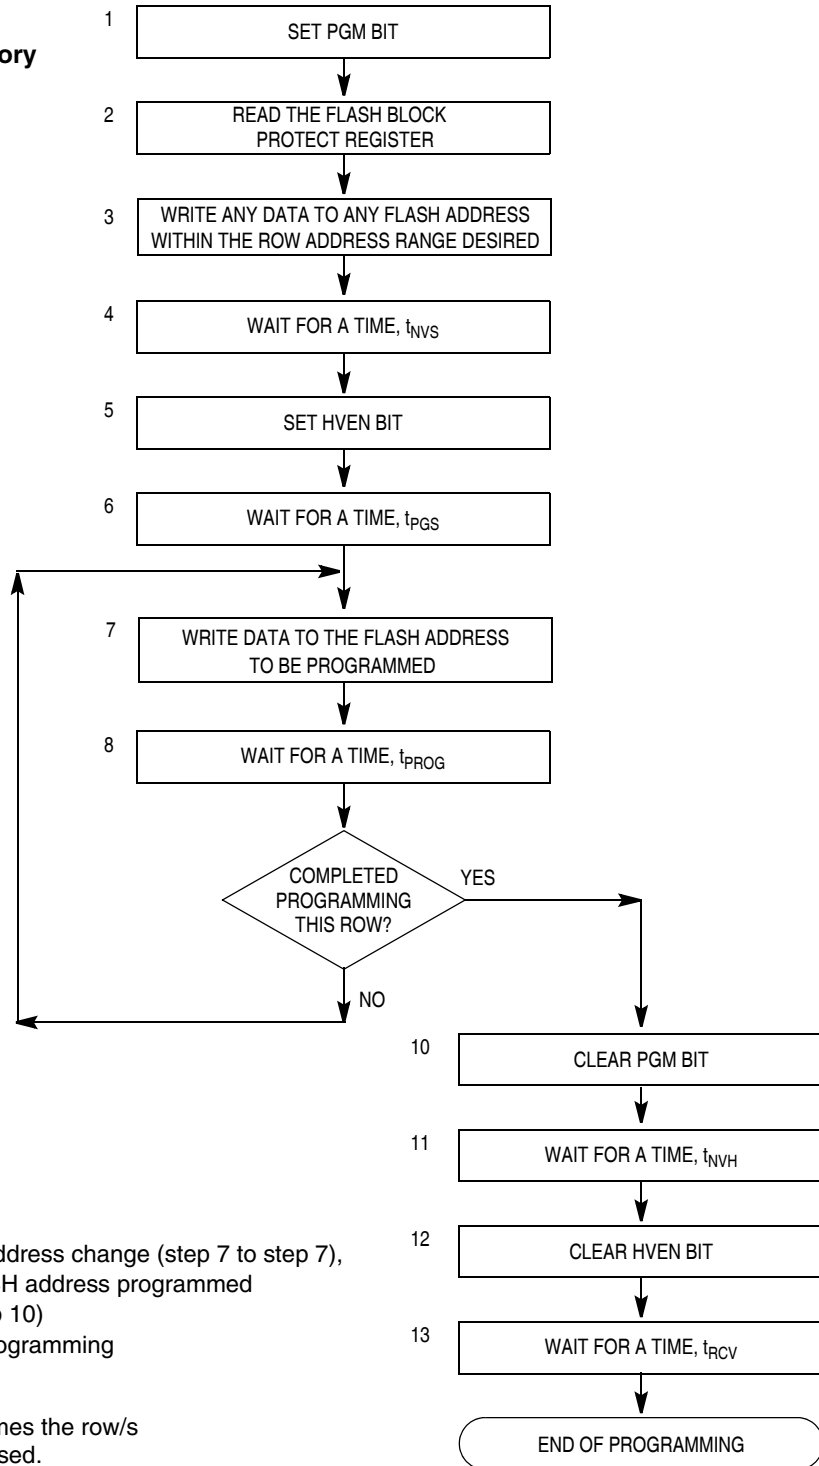 1
SET PGM BIT
2
READ THE FLASH BLOCK
PROTECT REGISTER
3
WRITE ANY DATA TO ANY FLASH ADDRESS
WITHIN THE ROW ADDRESS RANGE DESIRED
4
WAIT FOR A TIME, tNVS
5
SET HVEN BIT
6
WAIT FOR A TIME, tPGS
7
WRITE DATA TO THE FLASH ADDRESS
TO BE PROGRAMMED
8
WAIT FOR A TIME, tPROG
COMPLETED
PROGRAMMING
THIS ROW?
YES
NO
10
CLEAR PGM BIT
11
WAIT FOR A TIME, tNVH
12
CLEAR HVEN BIT
13
WAIT FOR A TIME, tRCV
END OF PROGRAMMING
address change (step 7 to step 7),
address programmed
10)
the row/s